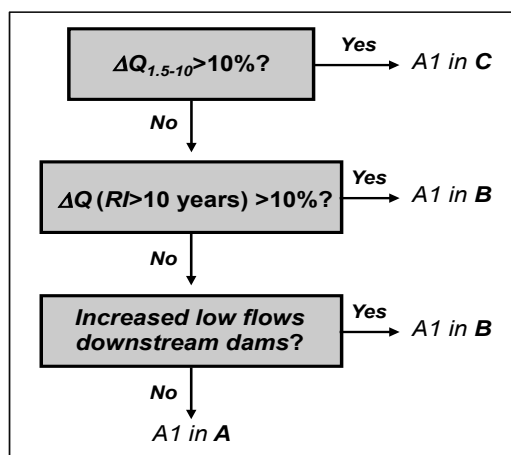 ΔQ1.5-10>10%?
Yes
A1 in C
No
ΔQ (RI>10 years) >10%?
Yes
A1 in B
No
Increased low flows
downstream dams?
Yes
A1 in B
No
A1 in A